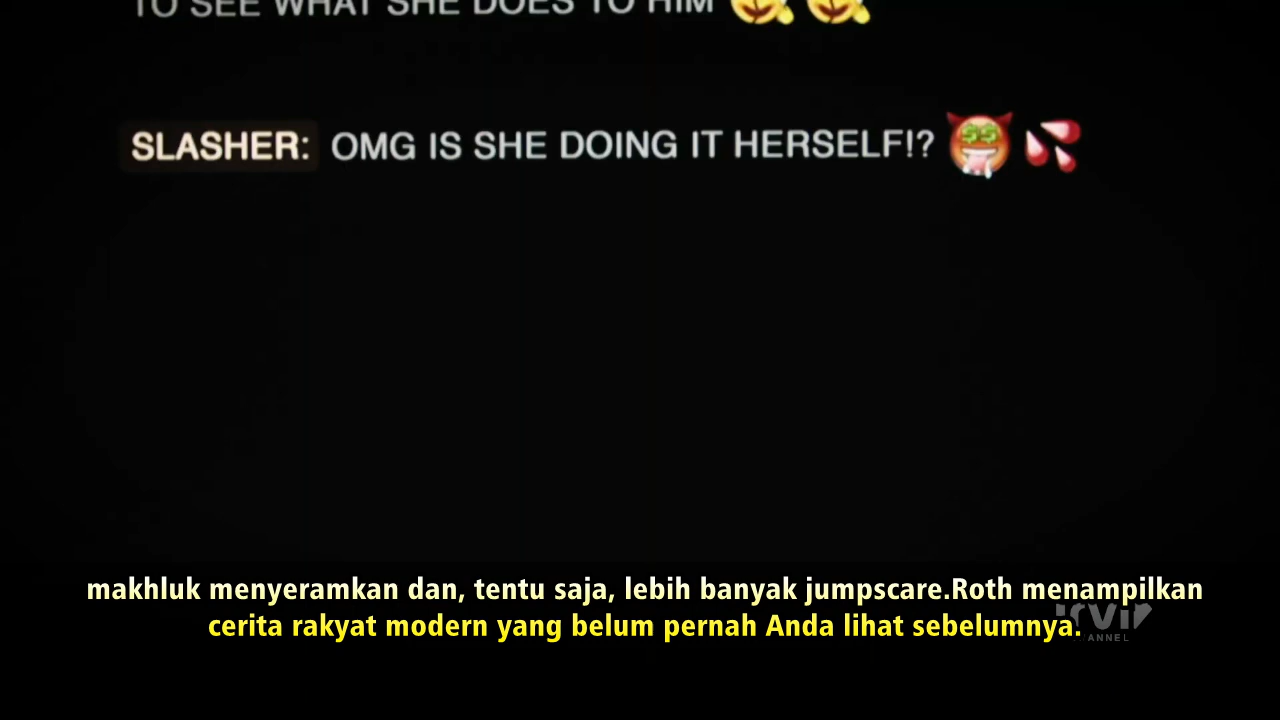 TO SEE WHAT SHE DOES TO HIM
SLASHER: OMG IS SHE DOING IT HERSELF!?
makhluk menyeramkan dan, tentu saja, lebih banyak jumpscare.Roth menampilkan
cerita rakyat modern yang belum pernah Anda lihat sebelumnya.